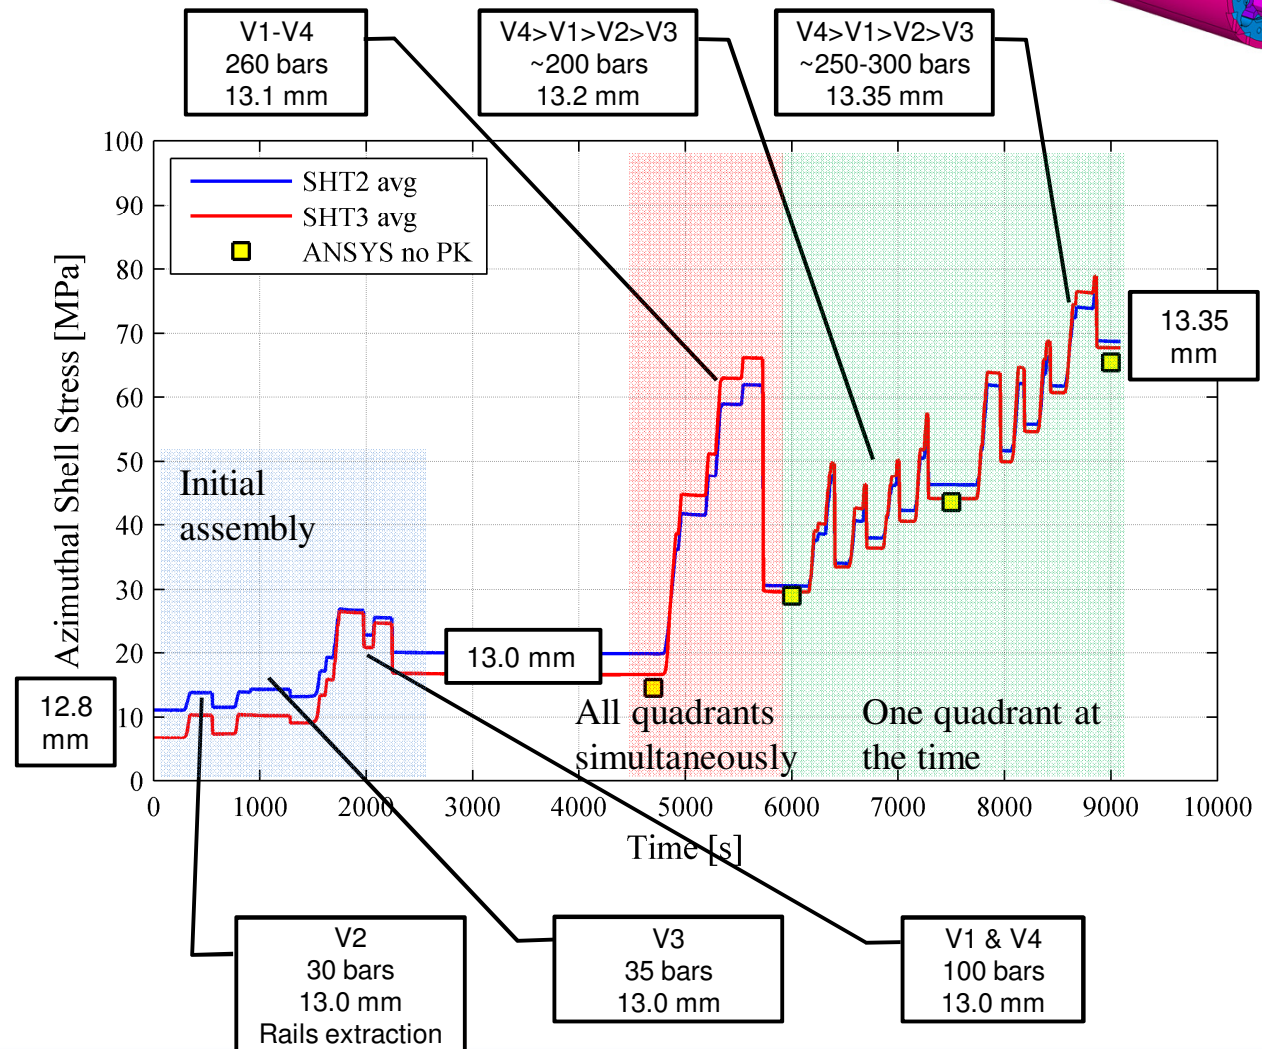 V1-V4
260 bars
13.1 mm
V4>V1>V2>V3
~200 bars
13.2 mm
V4>V1>V2>V3
~250-300 bars
13.35 mm
SHT2 avg
SHT3 avg
ANSYS no PK
Azimuthal Shell Stress [MPa]
100
90
80
70
60
50
40
30
20
10
0
13.35
mm
Initial
assembly
13.0 mm
12.8
mm
All quadrants
simultaneously
One quadrant at
the time
0 1000 2000 3000 4000 5000 6000 7000 8000 9000 10000
Time [s]
V2
30 bars
13.0 mm
Rails extraction
V3
35 bars
13.0 mm
V1 & V4
100 bars
13.0 mm